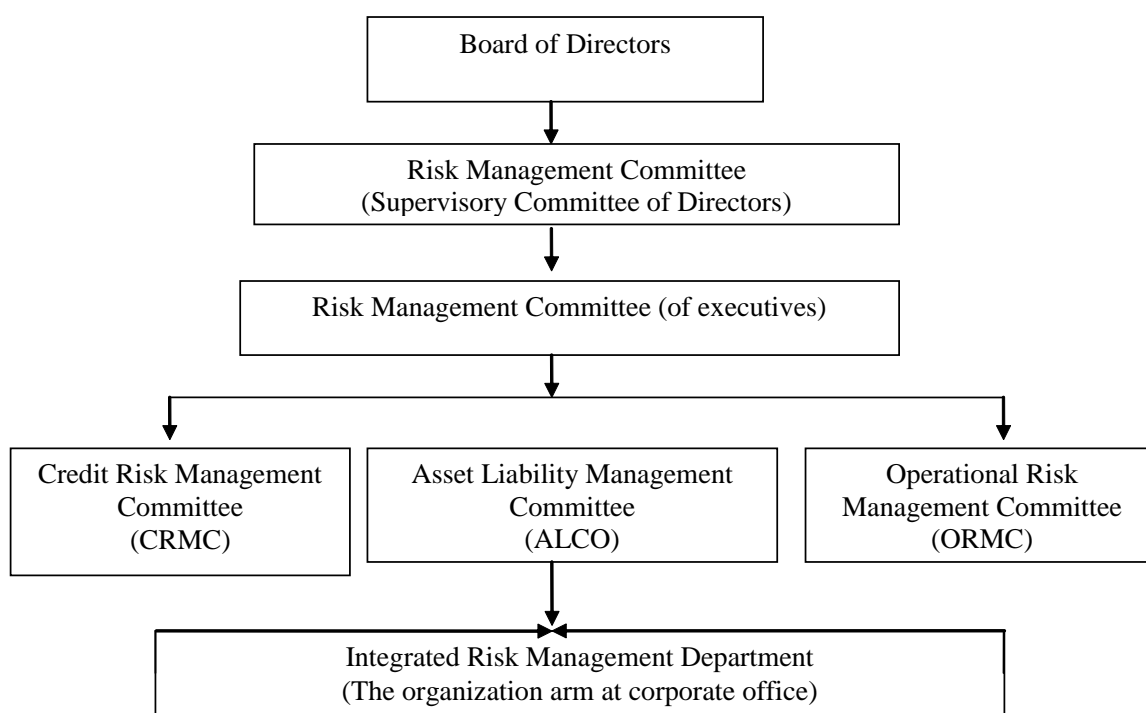 Board of Directors
Risk Management Committee
(Supervisory Committee of Directors)
Risk Management Committee (of executives)
Credit Risk Management
Committee
(CRMC)
Asset Liability Management
Committee
(ALCO)
Operational Risk
Management Committee
(ORMC)
Integrated Risk Management Department
(The organization arm at corporate office)